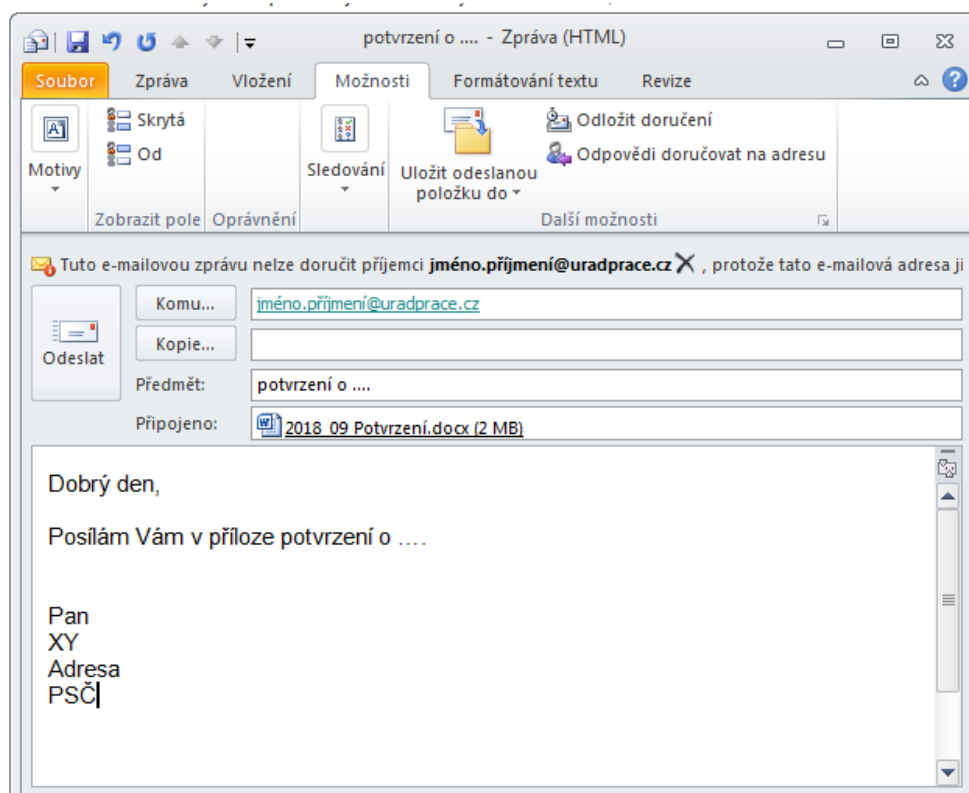 potvrzení o .... - Zpráva (HTML)
Soubor Zpráva Vložení Možnosti Formátování textu Revize
Motivy
Skrytá
Od
Zobrazit pole
Oprávnění
Sledování
Uložit odeslanou
položku do
Odložit doručení
Odpovědi doručovat na adresu
Další možnosti
Tuto e-mailovou zprávu nelze doručit příjemci jméno.příjmení@uradprace.cz , protože tato e-mailová adresa ji
Odeslat
Komu... jméno.příjmení@uradprace.cz
Kopie...
Předmět: potvrzení o ....
Připojeno: 2018_09 Potvrzení.docx (2 MB)
Dobrý den,
Posílám Vám v příloze potvrzení o ….
Pan
XY
Adresa
PSČ